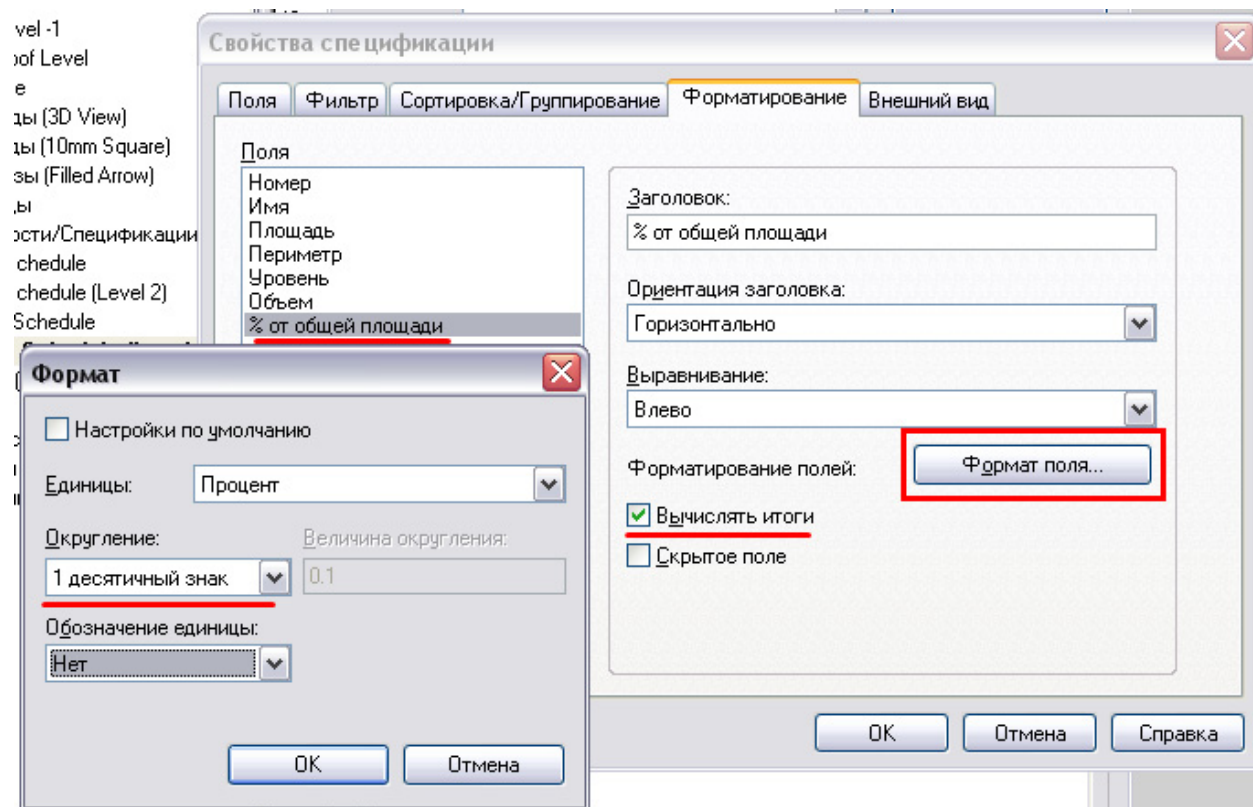 vel -1
oof Level
е
ды (3D View)
ды (10mm Square)
зы (Filled Arrow)
ды
ости/Спецификации
chedule
chedule (Level 2)
Schedule
Свойства спецификации
Поля
Фильтр
Сортировка/Группирование
Форматирование
Внешний вид
Поля
Номер
Имя
Площадь
Периметр
Уровень
Объем
% от общей площади
Заголовок:
% от общей площади
Ориентация заголовка:
Горизонтально
Выравнивание:
Влево
Форматирование полей:
Формат поля...
Вычислять итоги
Скрытое поле
OK
Отмена
Справка
Формат
Настройки по умолчанию
Единицы:
Процент
Округление:
Величина округления:
1 десятичный знак
0.1
Обозначение единицы:
Нет
OK
Отмена